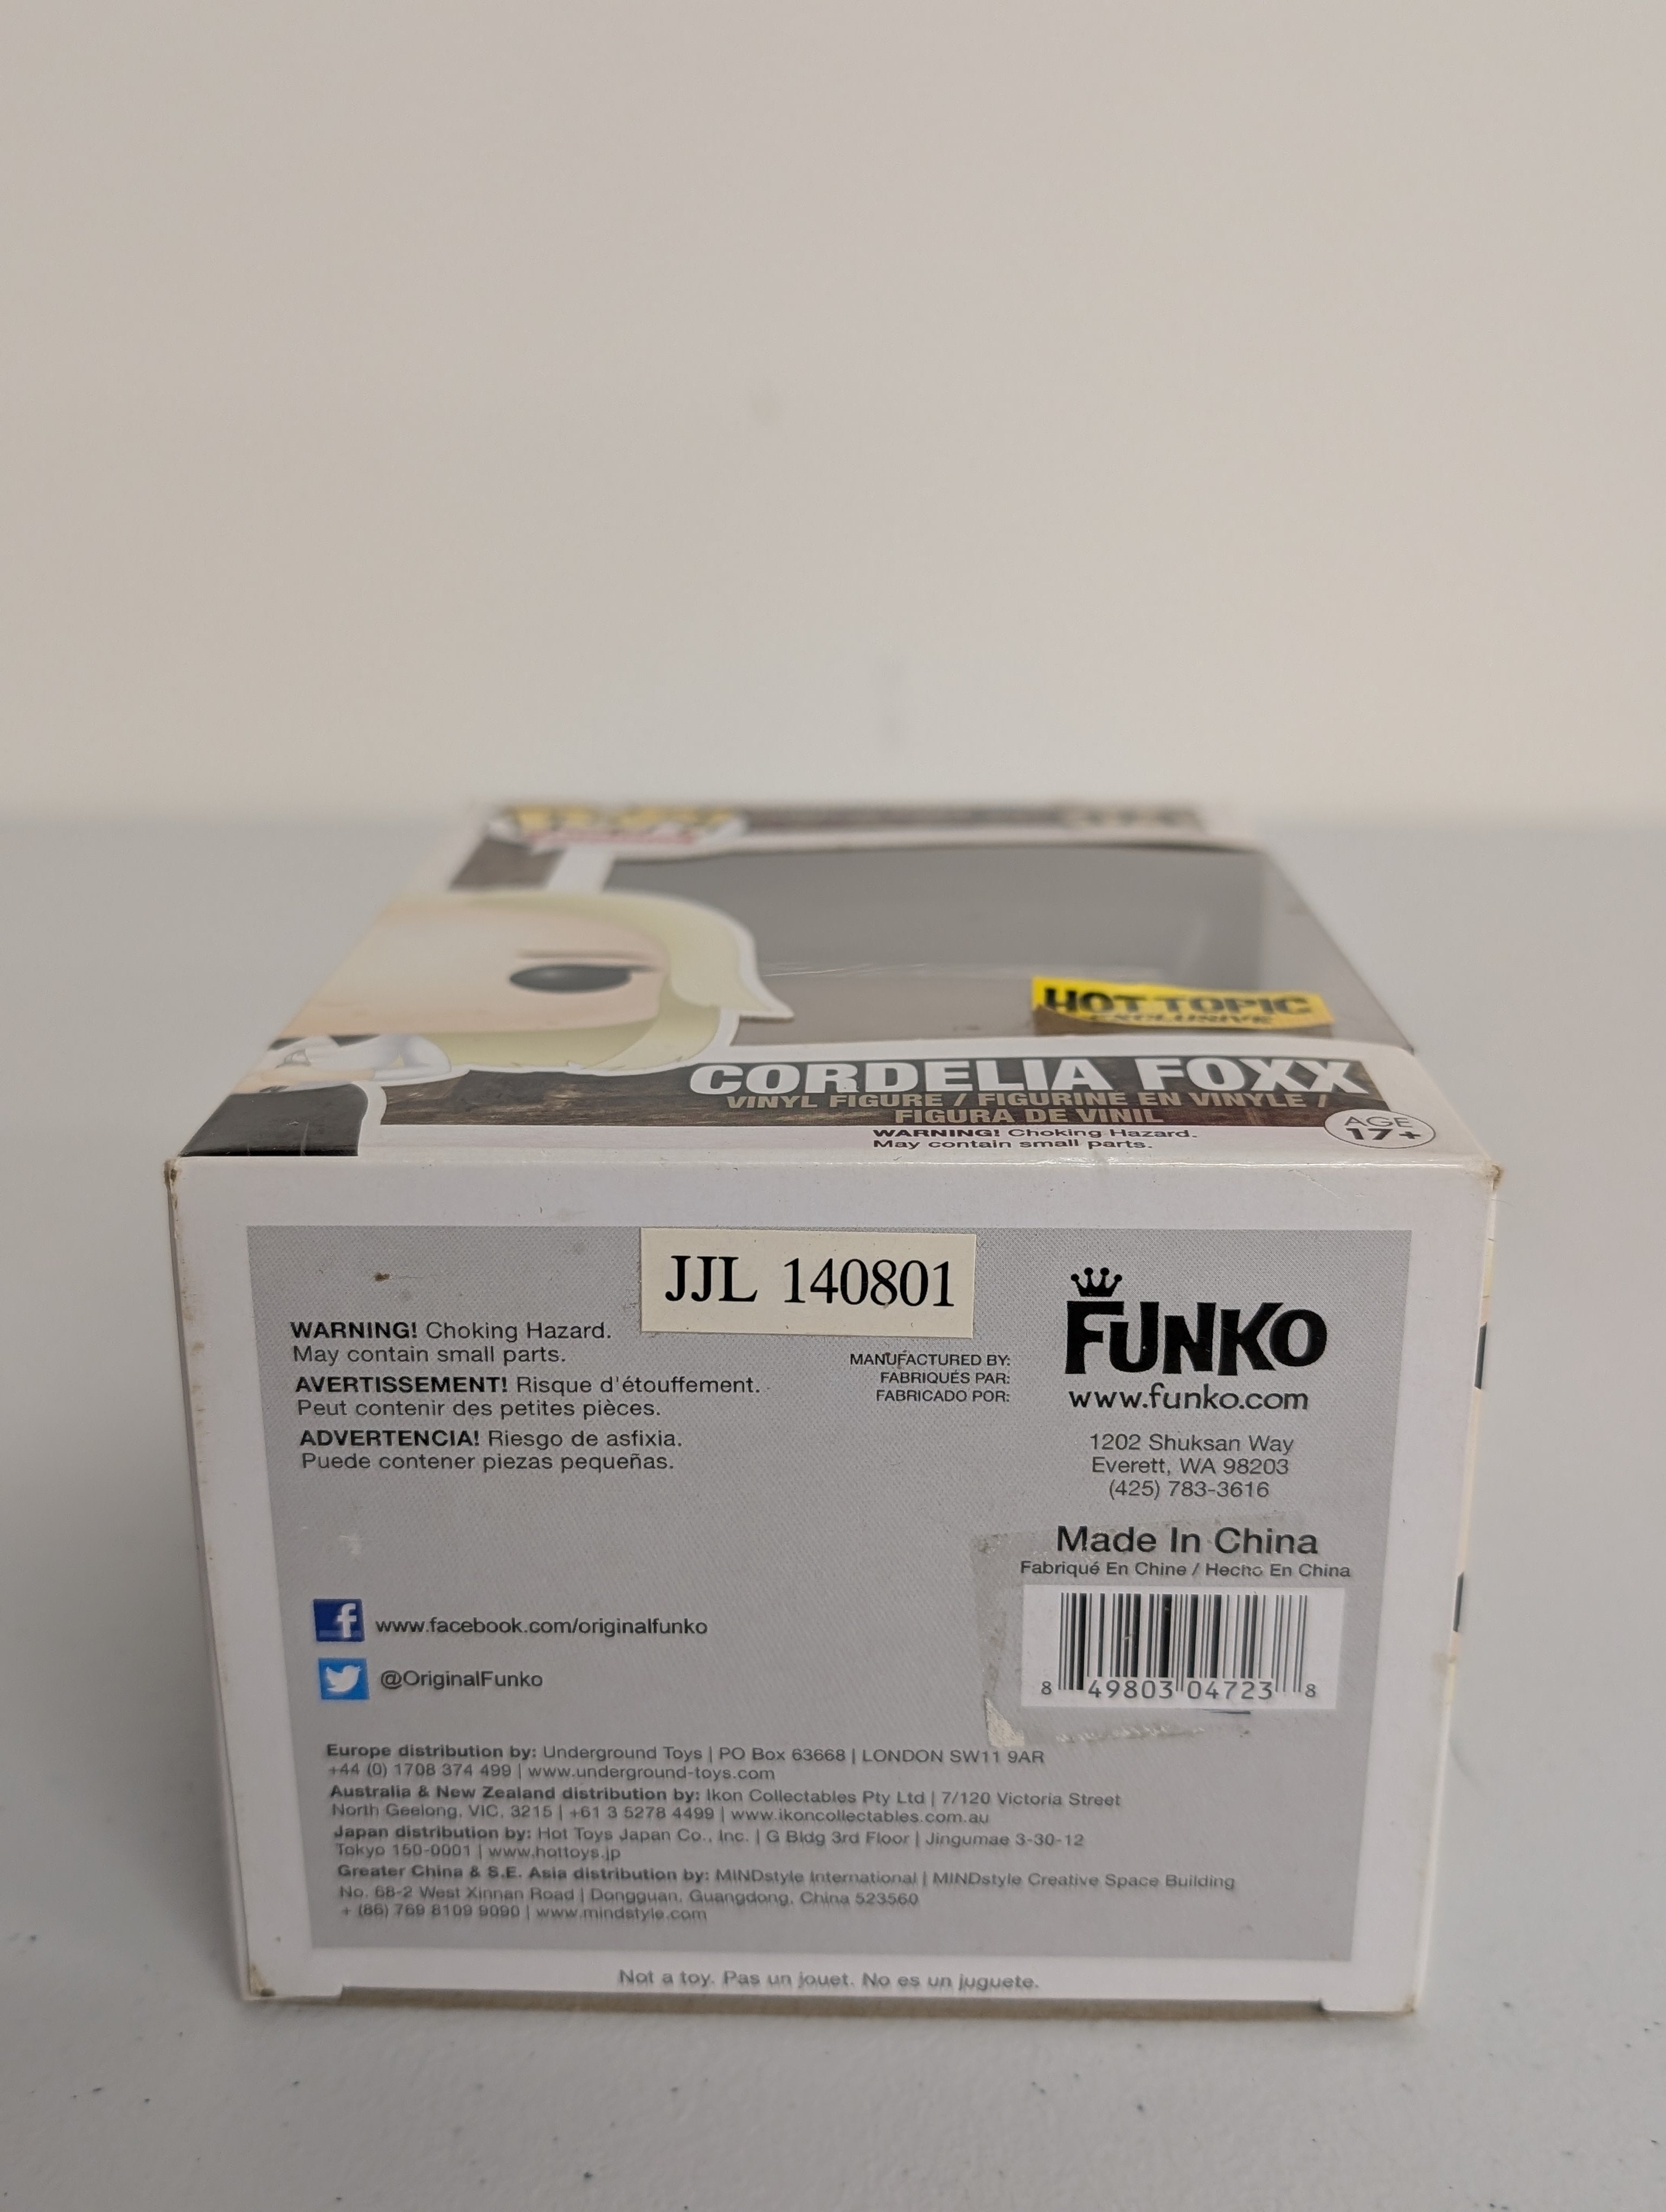 HOT TOPIC
EXCLUSIVE
CORDELIA FOXX
VINYL FIGURE / FIGURINE EN VINYLE /
FIGURA DE VINIL
WARNING! Choking Hazard.
May contain small parts.
AGE
17+
JJL 140801
WARNING! Choking Hazard.
May contain small parts.
AVERTISSEMENT! Risque d'étouffement.
Peut contenir des petites pièces.
ADVERTENCIA! Riesgo de asfixia.
Puede contener piezas pequeñas.
MANUFACTURED BY:
FABRIQUÉS PAR:
FABRICADO POR:
FUNKO
www.funko.com
1202 Shuksan Way
Everett, WA 98203
(425) 783-3616
Made In China
Fabriqué En Chine / Hecho En China
8 49803 04723 8
www.facebook.com/originalfunko
@OriginalFunko
Europe distribution by: Underground Toys | PO Box 63668 | LONDON SW11 9AR
+44 (0) 1708 374 499 | www.underground-toys.com
Australia & New Zealand distribution by: Ikon Collectables Pty Ltd | 7/120 Victoria Street
North Geelong, VIC, 3215 | +61 3 5278 4499 | www.ikoncollectables.com.au
Japan distribution by: Hot Toys Japan Co., Inc. | G Bldg 3rd Floor | Jingumae 3-30-12
Tokyo 150-0001 | www.hottoys.jp
Greater China & S.E. Asia distribution by: MINDstyle International | MINDstyle Creative Space Building
No. 68-2 West Xinnan Road | Dongguan, Guangdong, China 523560
+ (86) 769 8109 9090 | www.mindstyle.com
Not a toy. Pas un jouet. No es un juguete.